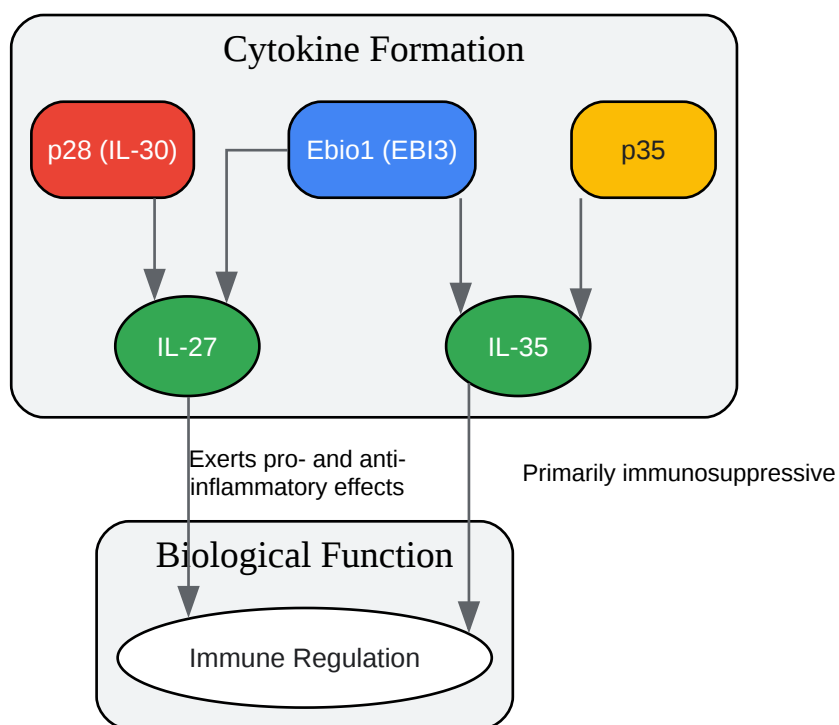 Cytokine Formation
p28 (IL-30)
Ebio1 (EBI3)
p35
IL-27
IL-35
Exerts pro- and anti-
inflammatory effects
Primarily immunosuppressive
Biological Function
Immune Regulation